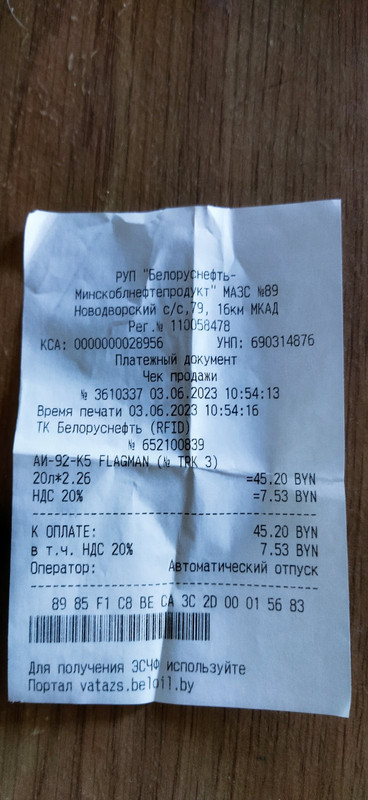 РУП "Белоруснефть-
Минскоблнефтепродукт" МАЗС №89
Новодворский с/с,79, 16км МКАД
Рег.№ 110058478
КСА: 0000000028956 УНП: 690314876
Платежный документ
Чек продажи
№ 3610337 03.06.2023 10:54:13
Время печати 03.06.2023 10:54:16
ТК Белоруснефть (RFID)
№ 652100839
АИ-92-К5 FLAGMAN (№ ТРК 3)
20л*2.26 =45.20 BYN
НДС 20% =7.53 BYN
К ОПЛАТЕ: 45.20 BYN
в т.ч. НДС 20% 7.53 BYN
Оператор: Автоматический отпуск
89 85 F1 C8 BE CA 3C 2D 00 01 56 83
Для получения ЭСЧФ используйте
Портал vatazs.beloil.by